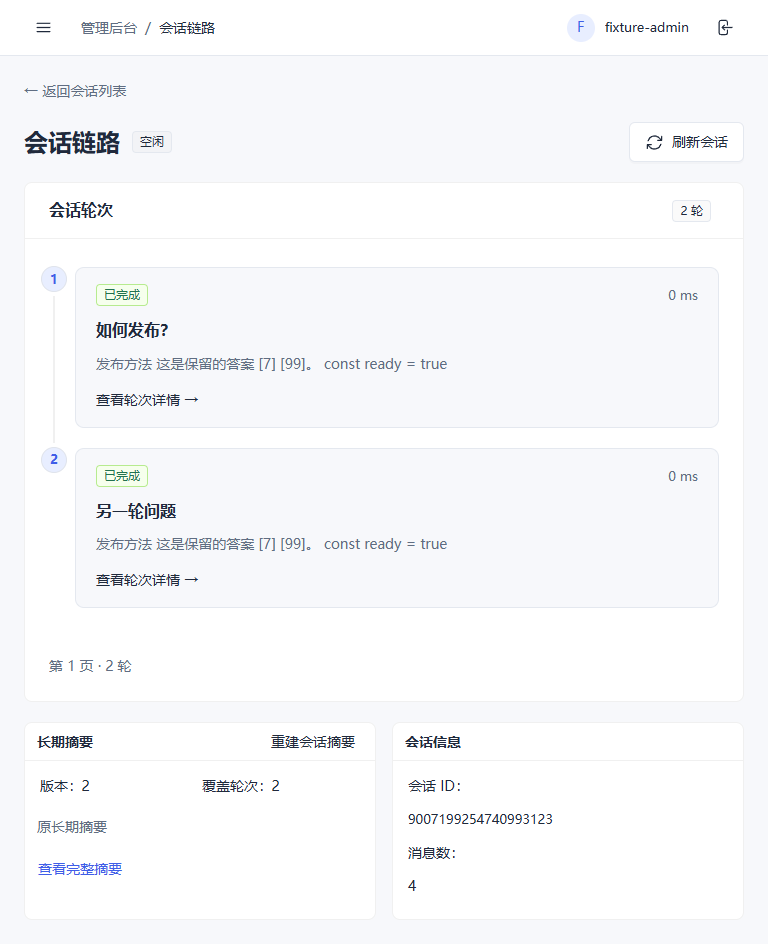 管理后台 / 会话链路
F fixture-admin
← 返回会话列表
会话链路 空闲
刷新会话
会话轮次
2 轮
1
已完成
0 ms
如何发布?
发布方法 这是保留的答案 [7] [99]。 const ready = true
查看轮次详情 →
2
已完成
0 ms
另一轮问题
发布方法 这是保留的答案 [7] [99]。 const ready = true
查看轮次详情 →
第 1 页 · 2 轮
长期摘要
重建会话摘要
版本：2
覆盖轮次：2
原长期摘要
查看完整摘要
会话信息
会话 ID：
9007199254740993123
消息数：
4